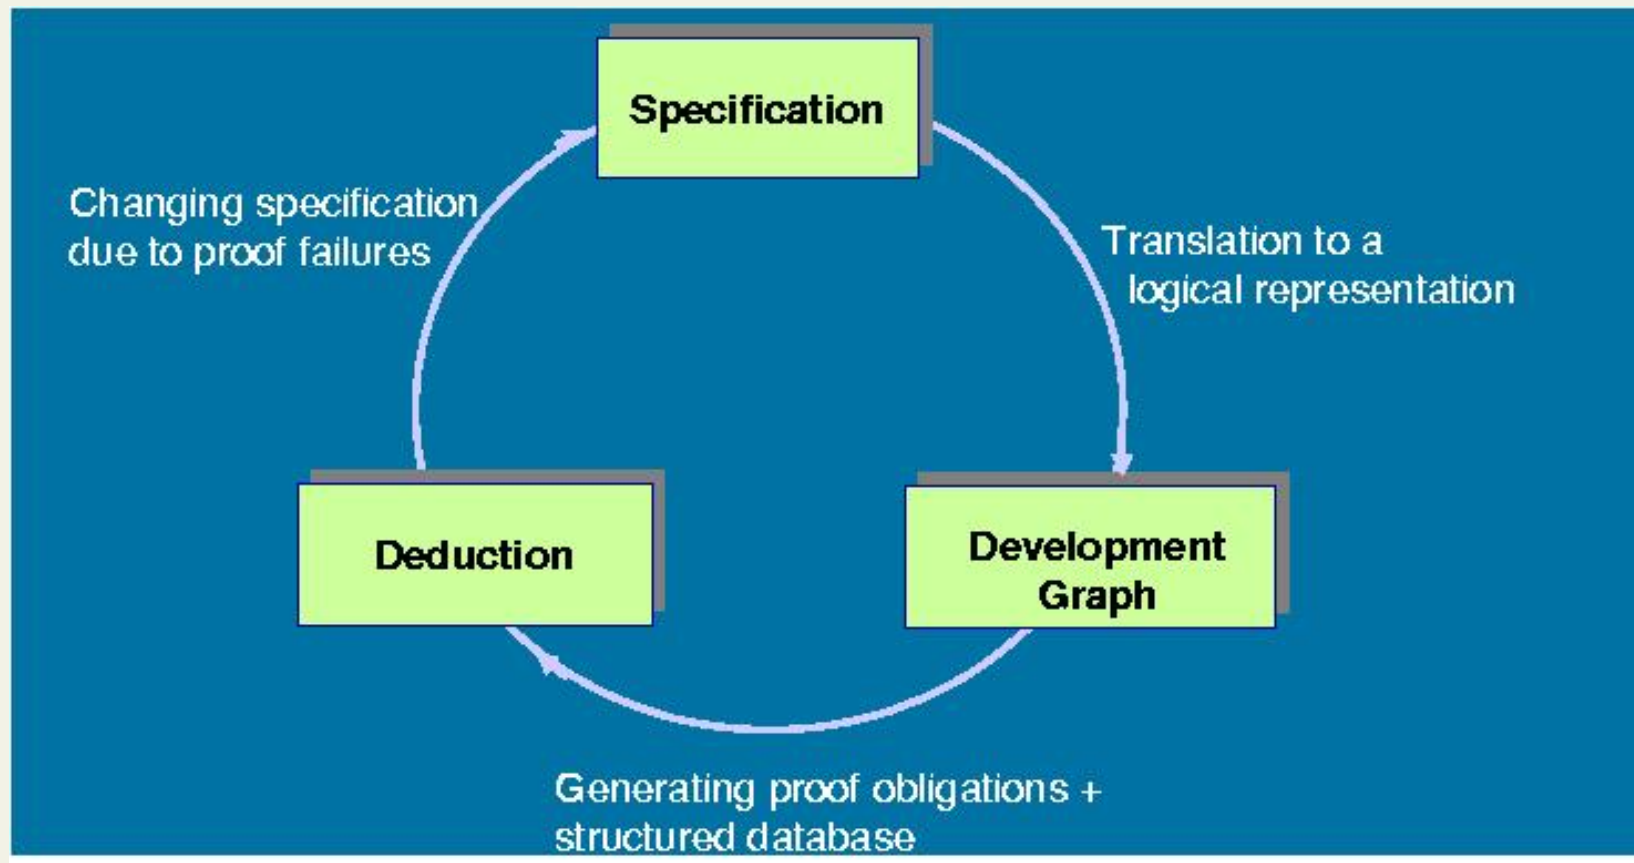 Specification
Changing specification
due to proof failures
Translation to a
logical representation
Deduction
Development
Graph
Generating proof obligations +
structured database